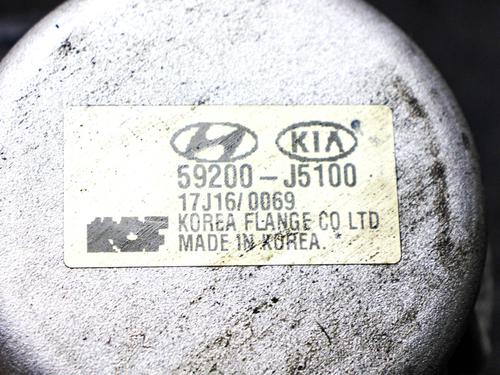 KIA
59200-J5100
17J16/0069
KOREA FLANGE CO LTD
MADE IN KOREA.